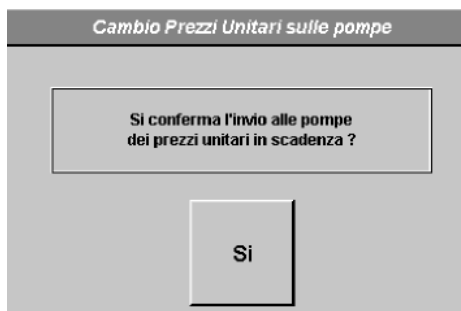 Cambio Prezzi Unitari sulle pompe
Si conferma l'invio alle pompe
dei prezzi unitari in scadenza ?
Si